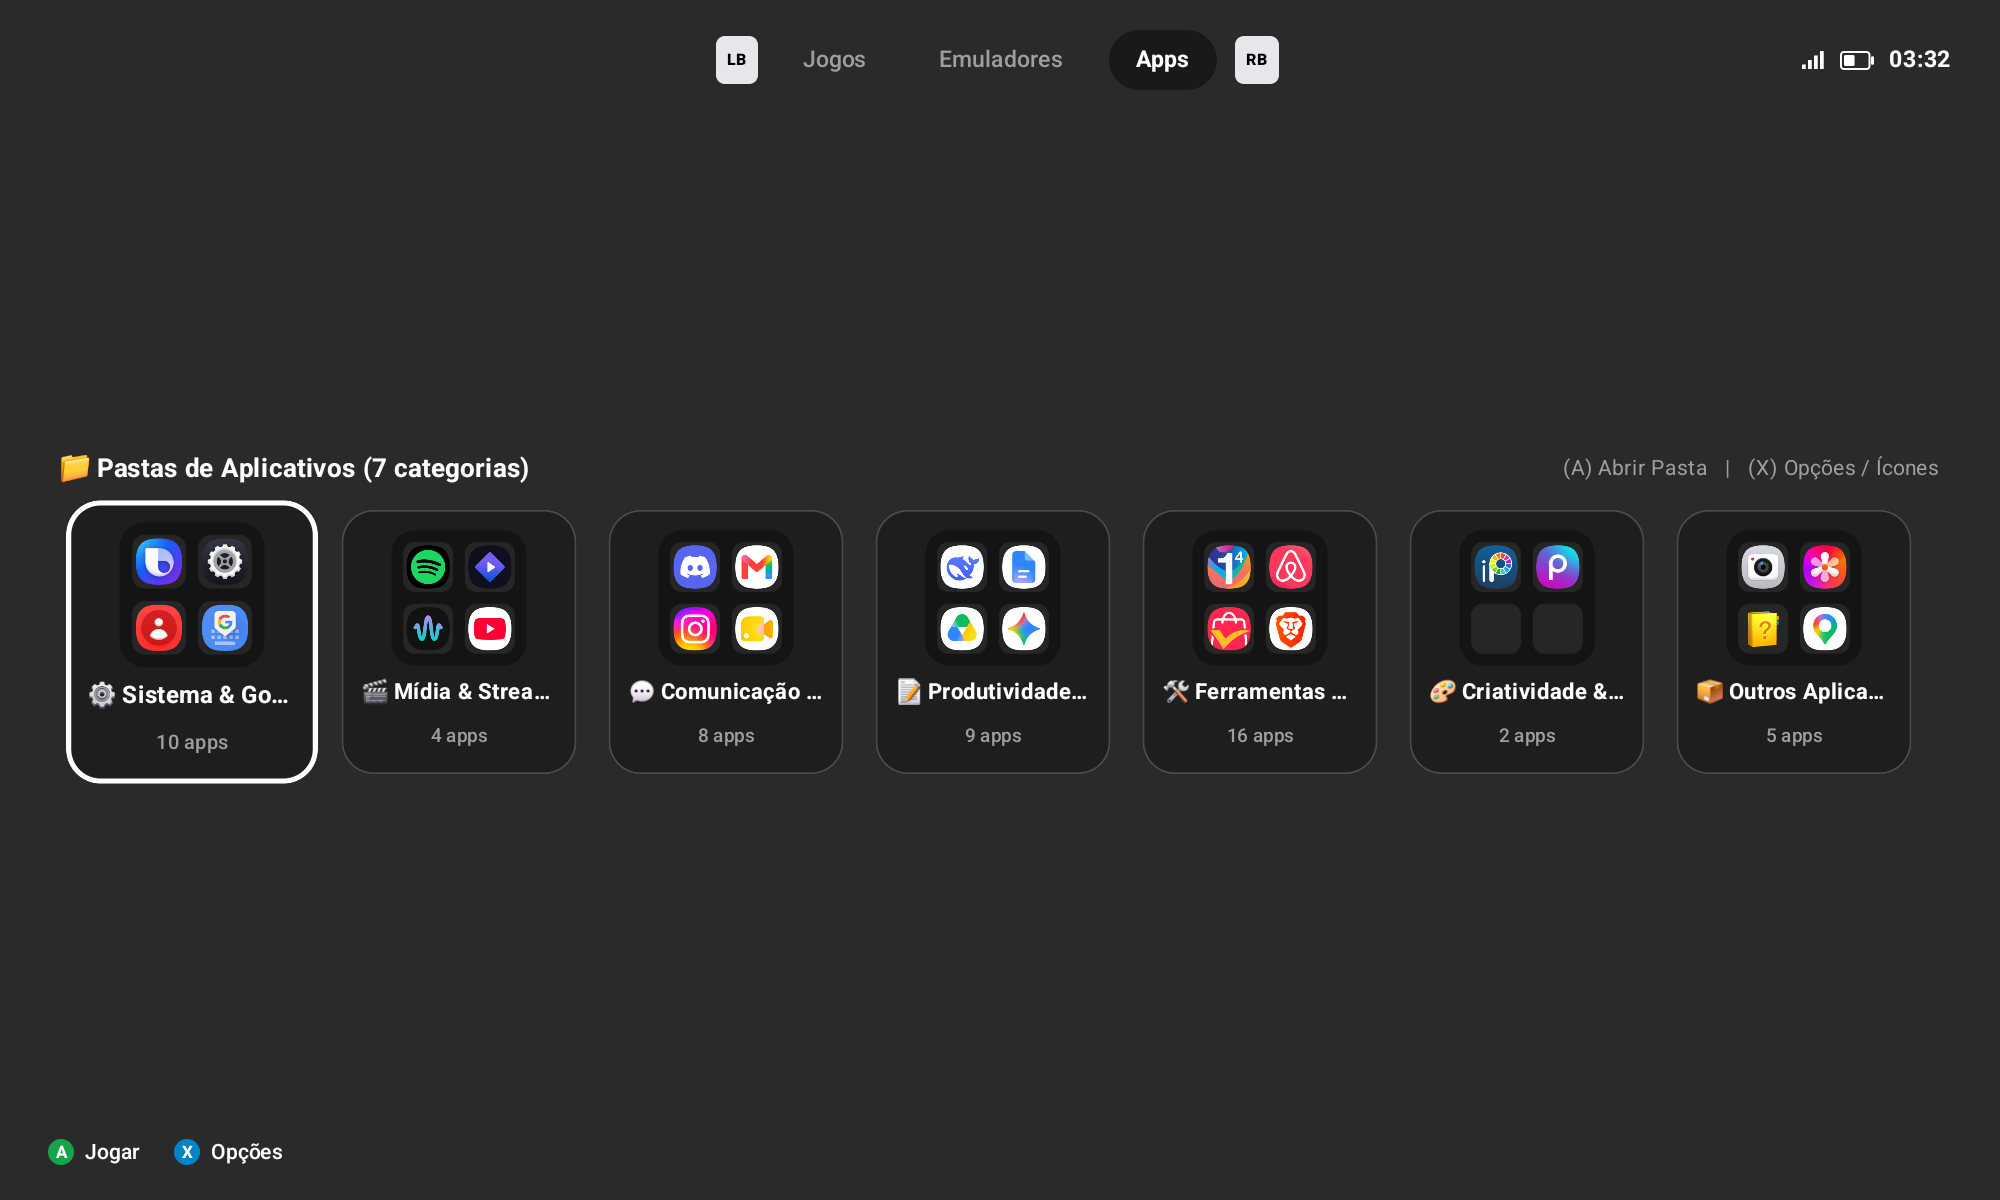 LB Jogos Emuladores Apps RB 03:32
Pastas de Aplicativos (7 categorias) (A) Abrir Pasta | (X) Opções / Ícones
Sistema & Go...
10 apps
Mídia & Strea...
4 apps
Comunicação ...
8 apps
Produtividade...
9 apps
Ferramentas ...
16 apps
Criatividade &...
2 apps
Outros Aplica...
5 apps
A Jogar X Opções